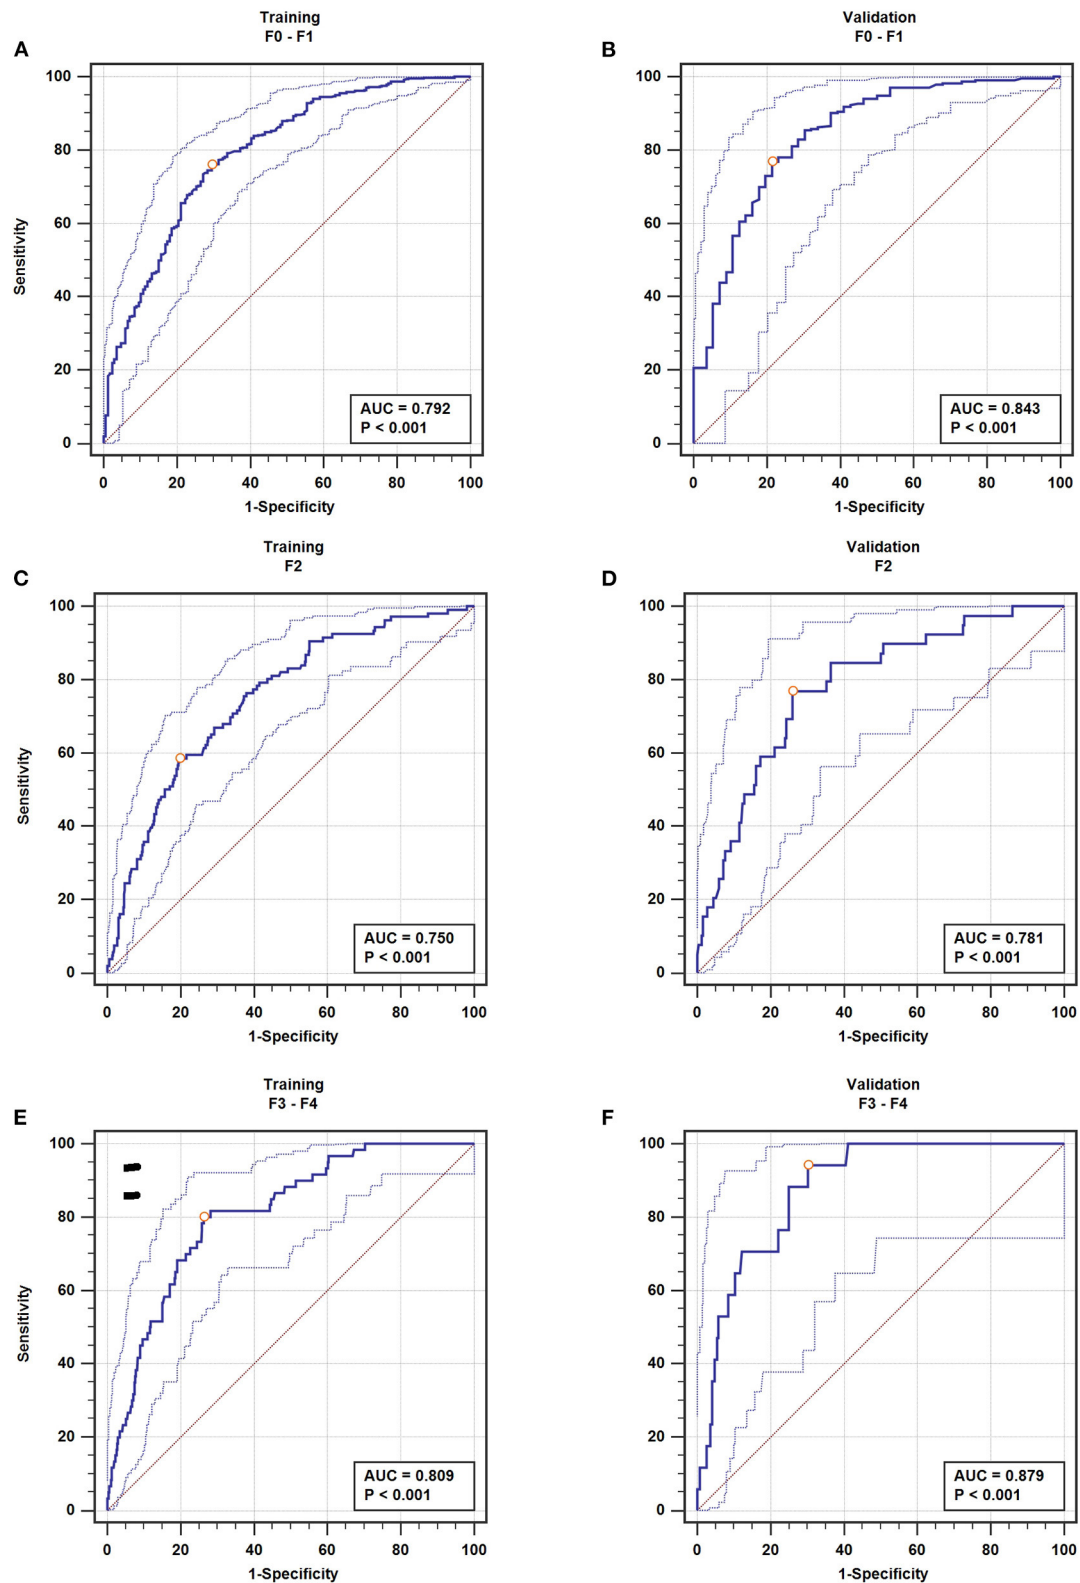 Training
F0 - F1
A
100
80
60
40
20
0
Sensitivity
AUC = 0.792
P < 0.001
0 20 40 60 80 100
1-Specificity
Validation
F0 - F1
B
100
80
60
40
20
0
AUC = 0.843
P < 0.001
0 20 40 60 80 100
1-Specificity
Training
F2
C
100
80
60
40
20
0
Sensitivity
AUC = 0.750
P < 0.001
0 20 40 60 80 100
1-Specificity
Validation
F2
D
100
80
60
40
20
0
AUC = 0.781
P < 0.001
0 20 40 60 80 100
1-Specificity
Training
F3 - F4
E
100
80
60
40
20
0
Sensitivity
AUC = 0.809
P < 0.001
0 20 40 60 80 100
1-Specificity
Validation
F3 - F4
F
100
80
60
40
20
0
AUC = 0.879
P < 0.001
0 20 40 60 80 100
1-Specificity